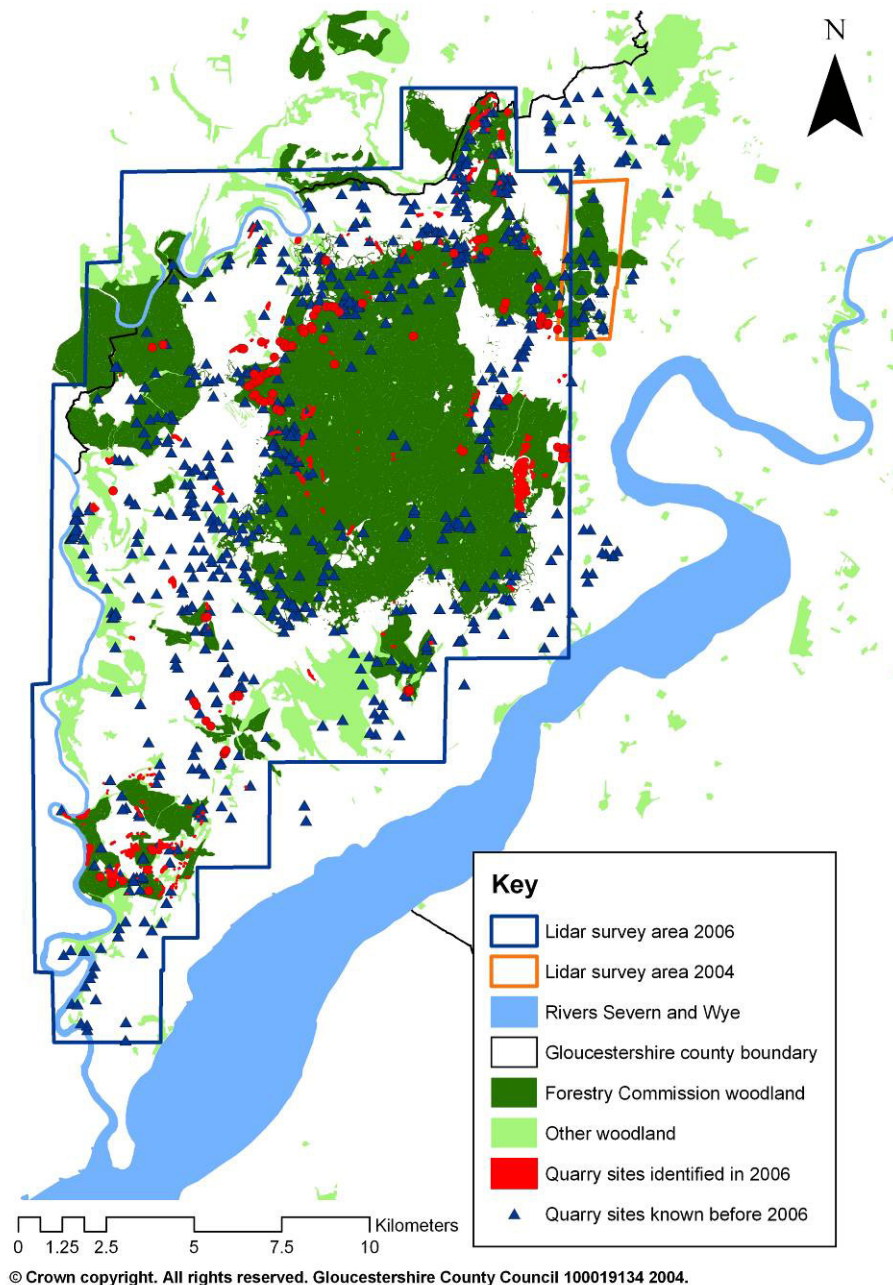 N
Key
Lidar survey area 2006
Lidar survey area 2004
Rivers Severn and Wye
Gloucestershire county boundary
Forestry Commission woodland
Other woodland
Quarry sites identified in 2006
Quarry sites known before 2006
Kilometers
0 1.25 2.5 5 7.5 10
© Crown copyright. All rights reserved. Gloucestershire County Council 100019134 2004.